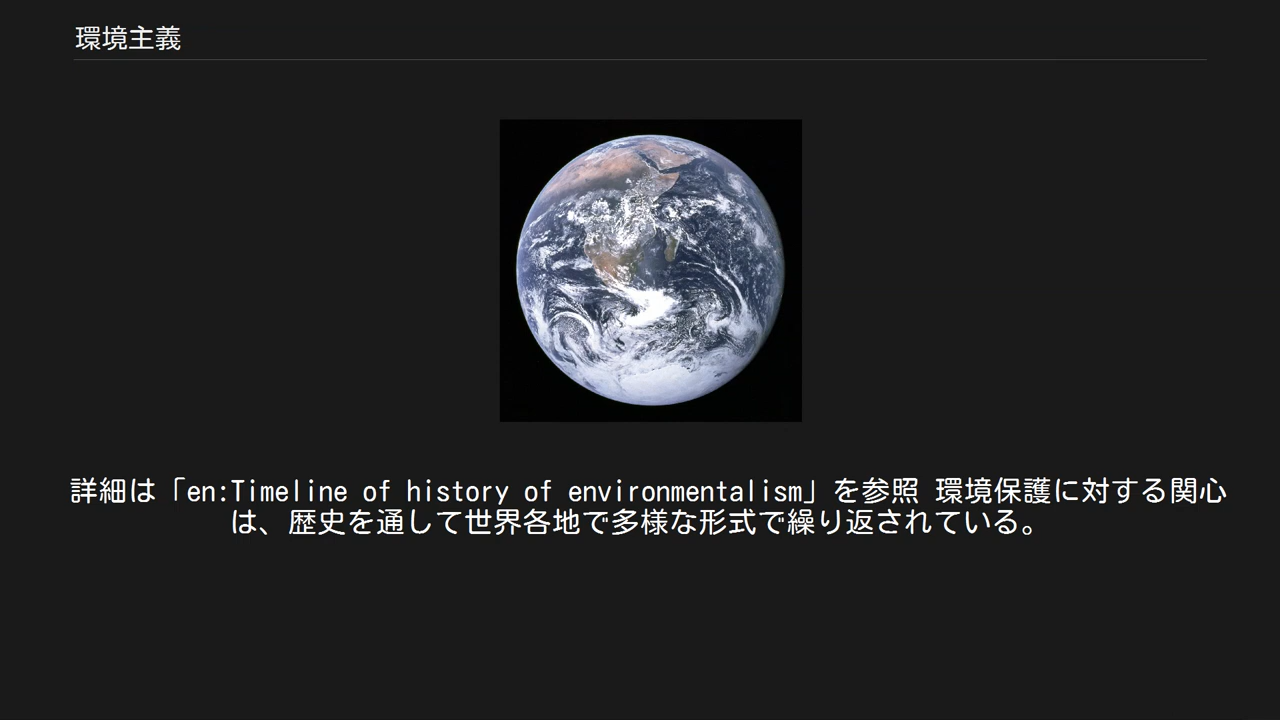 環境主義
詳細は「en:Timeline of history of environmentalism」を参照 環境保護に対する関心
は、歴史を通して世界各地で多様な形式で繰り返されている。